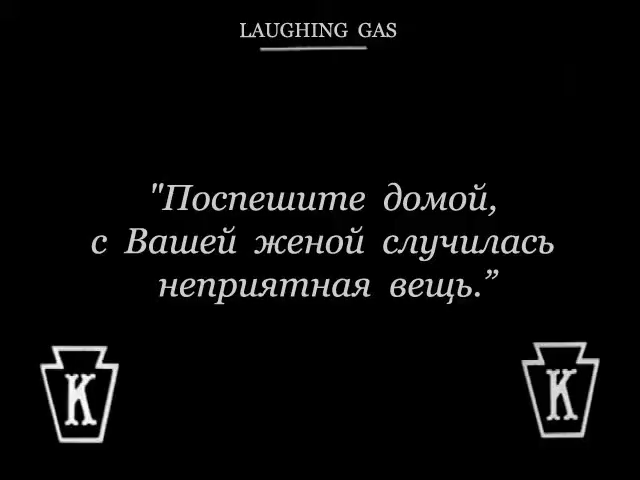 LAUGHING GAS
"Поспешите домой,
с Вашей женой случилась
неприятная вещь.”
K
K